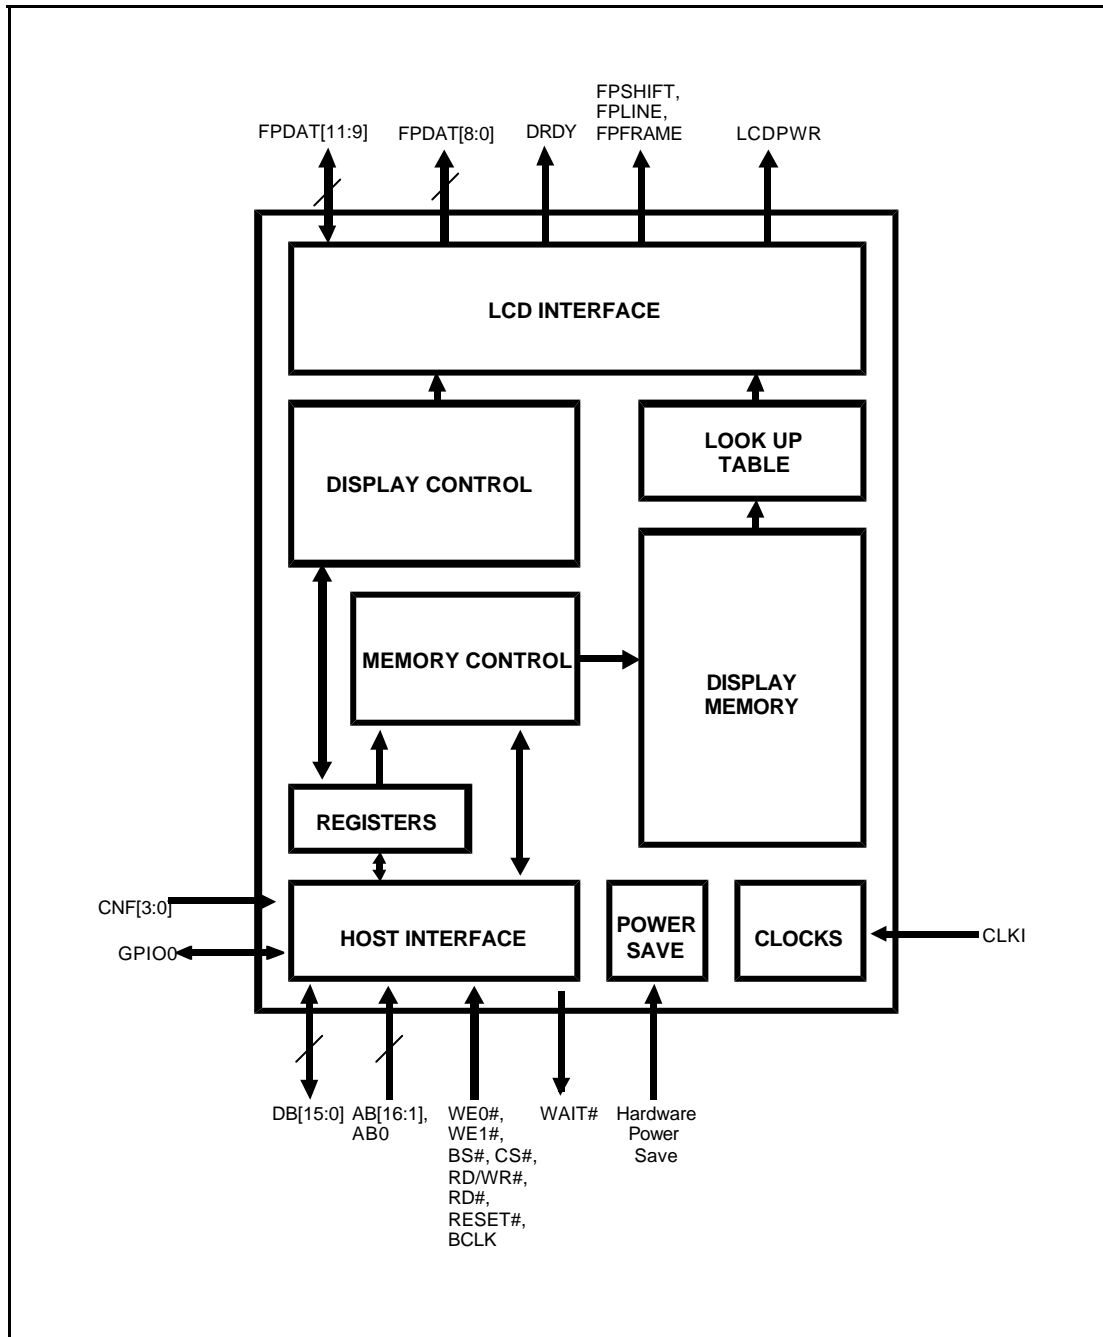 FPSHIFT,
FPLINE,
FPFRAME
FPDAT[11:9]
FPDAT[8:0]
DRDY
LCDPWR
LCD INTERFACE
DISPLAY CONTROL
LOOK UP
TABLE
MEMORY CONTROL
DISPLAY
MEMORY
REGISTERS
CNF[3:0]
GPIO0
HOST INTERFACE
POWER
SAVE
CLOCKS
CLKI
DB[15:0]
AB[16:1],
AB0
WE0#,
WE1#,
BS#, CS#,
RD/WR#,
RD#,
RESET#,
BCLK
WAIT#
Hardware
Power
Save